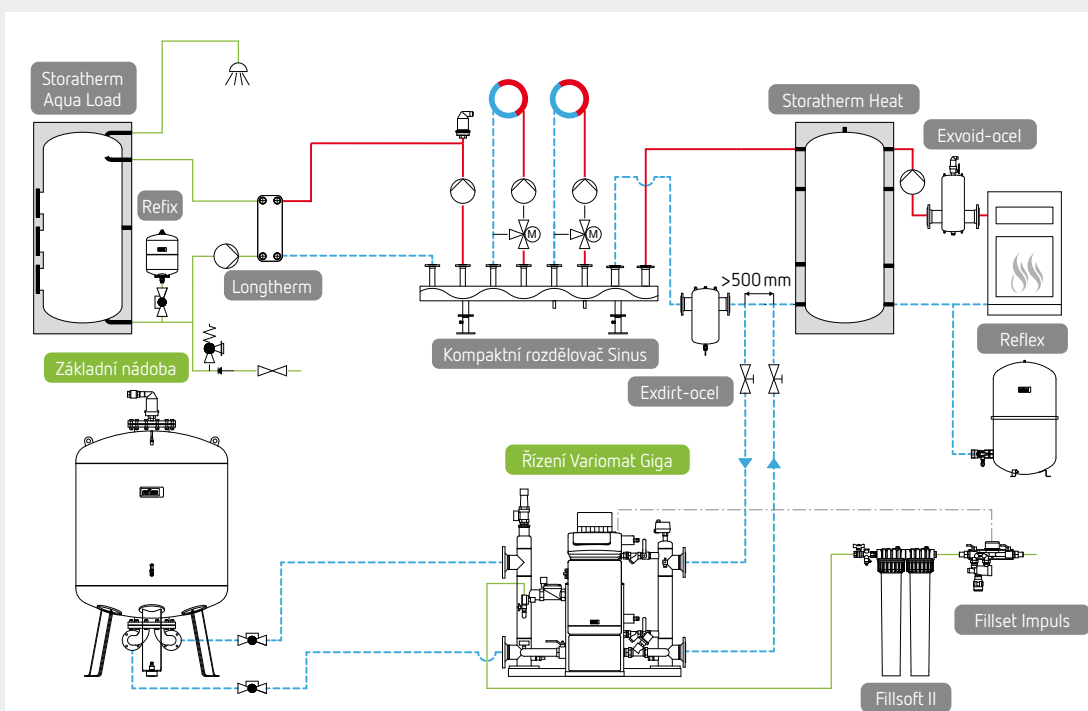 Storatherm
Aqua Load
Storatherm Heat
Exvoid-ocel
Refix
Longtherm
M
M
>500 mm
Kompaktní rozdělovač Sinus
Reflex
Základní nádoba
Exdirt-ocel
Řízení Variomat Giga
Fillset Impuls
Fillsoft II